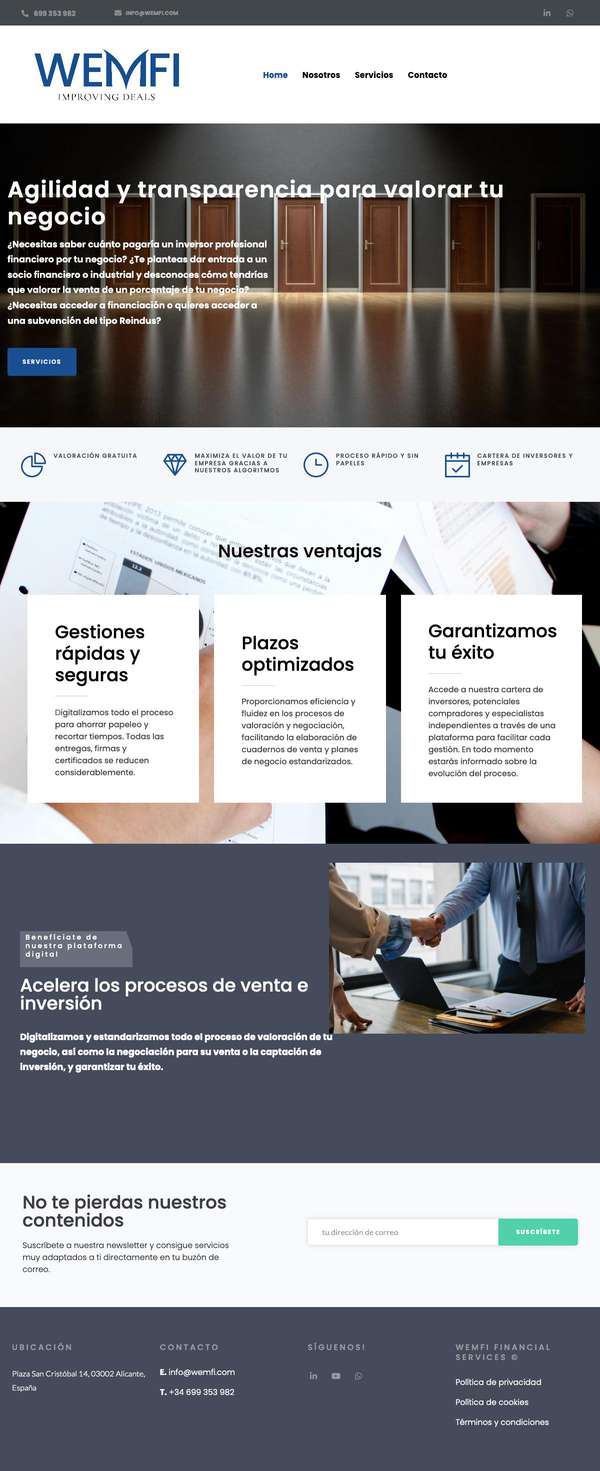 699 353 982
INFO@WEMFI.COM
WEMFI
IMPROVING DEALS
Home Nosotros Servicios Contacto
Agilidad y transparencia para valorar tu
negocio
¿Necesitas saber cuánto pagaría un inversor profesional
financiero por tu negocio? ¿Te planteas dar entrada a un
socio financiero o industrial y desconoces cómo tendrías
que valorar la venta de un porcentaje de tu negocio?
¿Necesitas acceder a financiación o quieres acceder a
una subvención del tipo Reindus?
SERVICIOS
VALORACIÓN GRATUITA
MAXIMIZA EL VALOR DE TU
EMPRESA GRACIAS A
NUESTROS ALGORITMOS
PROCESO RÁPIDO Y SIN
PAPELES
CARTERA DE INVERSORES Y
EMPRESAS
ESTADOS UNIDOS MEXICANOS
Nuestras ventajas
Gestiones
rápidas y
seguras
Digitalizamos todo el proceso
para ahorrar papeleo y
recortar tiempos. Todas las
entregas, firmas y
certificados se reducen
considerablemente.
Plazos
optimizados
Proporcionamos eficiencia y
fluidez en los procesos de
valoración y negociación,
facilitando la elaboración de
cuadernos de venta y planes
de negocio estandarizados.
Garantizamos
tu éxito
Accede a nuestra cartera de
inversores, potenciales
compradores y especialistas
independientes a través de una
plataforma para facilitar cada
gestión. En todo momento
estarás informado sobre la
evolución del proceso.
Benefíciate de
nuestra plataforma
digital
Acelera los procesos de venta e
inversión
Digitalizamos y estandarizamos todo el proceso de valoración de tu
negocio, así como la negociación para su venta o la captación de
inversión, y garantizar tu éxito.
No te pierdas nuestros
contenidos
Suscríbete a nuestra newsletter y consigue servicios
muy adaptados a ti directamente en tu buzón de
correo.
tu dirección de correo
SUSCRÍBETE
UBICACIÓN
Plaza San Cristóbal 14, 03002 Alicante,
España
CONTACTO
E. info@wemfi.com
T. +34 699 353 982
SÍGUENOS!
WEMFI FINANCIAL
SERVICES ©
Política de privacidad
Política de cookies
Términos y condiciones